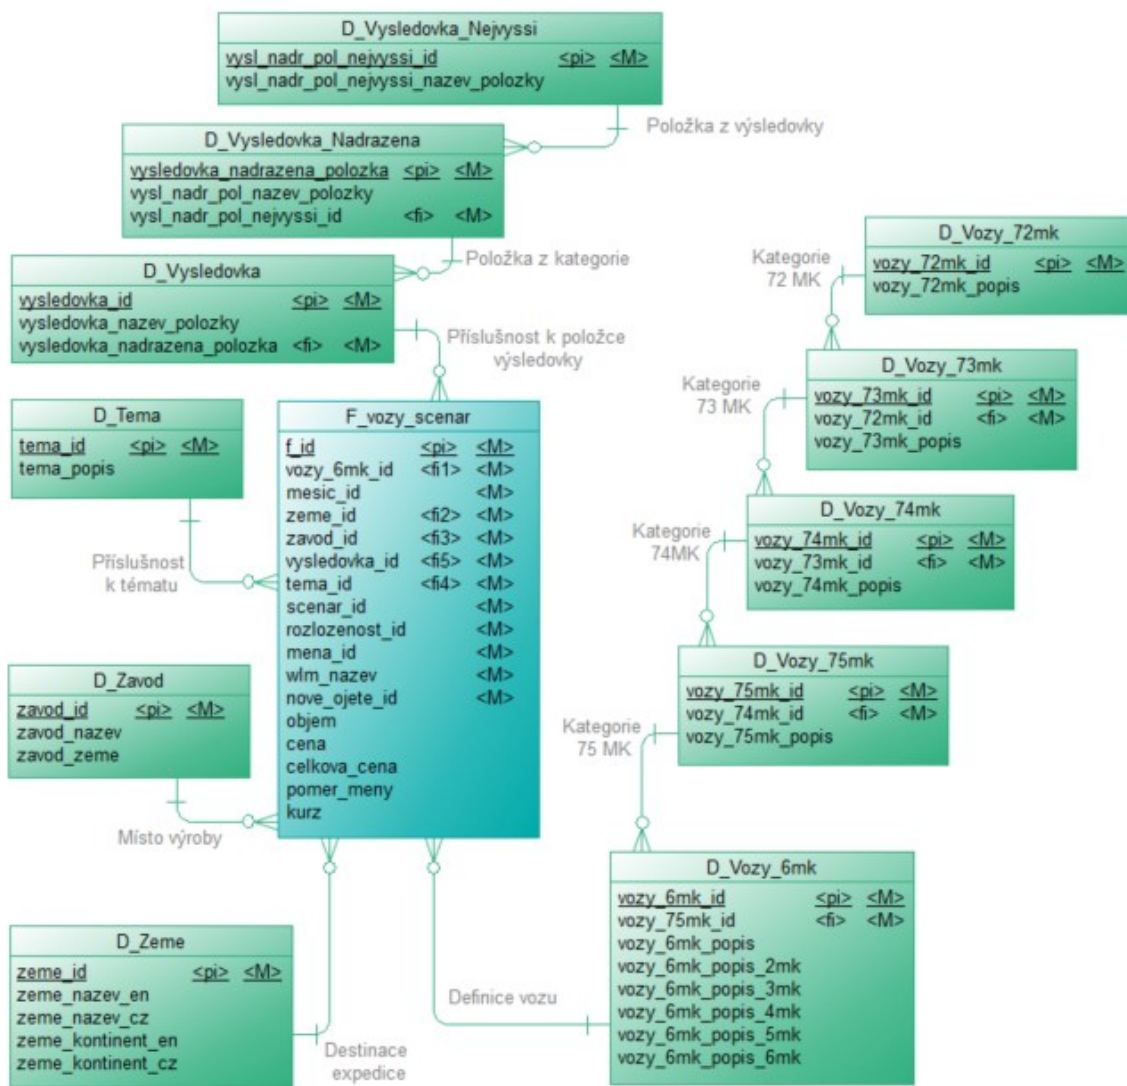 D_Vysledovka_Nejvyssi
vysl_nadr_pol_nejvyssi_id <pi> <M>
vysl_nadr_pol_nejvyssi_nazev_polozky
Položka z výsledovky
D_Vysledovka_Nadrazena
vysledovka_nadrazena_polozka <pi> <M>
vysl_nadr_pol_nazev_polozky
vysl_nadr_pol_nejvyssi_id <fi> <M>
Položka z kategorie
D_Vysledovka
vysledovka_id <pi> <M>
vysledovka_nazev_polozky
vysledovka_nadrazena_polozka <fi> <M>
Příslušnost k položce
výsledovky
D_Tema
tema_id <pi> <M>
tema_popis
Příslušnost
k tématu
F_vozy_scenar
f_id <pi> <M>
vozy_6mk_id <fi1> <M>
mesic_id <M>
zeme_id <fi2> <M>
zavod_id <fi3> <M>
vysledovka_id <fi5> <M>
tema_id <fi4> <M>
scenar_id <M>
rozlozenost_id <M>
mena_id <M>
wlm_nazev <M>
nove_ojete_id <M>
objem
cena
celkova_cena
pomer_meny
kurz
D_Zavod
zavod_id <pi> <M>
zavod_nazev
zavod_zeme
Místo výroby
D_Zeme
zeme_id <pi> <M>
zeme_nazev_en
zeme_nazev_cz
zeme_kontinent_en
zeme_kontinent_cz
Destinace
expedice
Definice vozu
D_Vozy_72mk
vozy_72mk_id <pi> <M>
vozy_72mk_popis
Kategorie
72 MK
D_Vozy_73mk
vozy_73mk_id <pi> <M>
vozy_72mk_id <fi> <M>
vozy_73mk_popis
Kategorie
73 MK
D_Vozy_74mk
vozy_74mk_id <pi> <M>
vozy_73mk_id <fi> <M>
vozy_74mk_popis
Kategorie
74MK
D_Vozy_75mk
vozy_75mk_id <pi> <M>
vozy_74mk_id <fi> <M>
vozy_75mk_popis
Kategorie
75 MK
D_Vozy_6mk
vozy_6mk_id <pi> <M>
vozy_75mk_id <fi> <M>
vozy_6mk_popis
vozy_6mk_popis_2mk
vozy_6mk_popis_3mk
vozy_6mk_popis_4mk
vozy_6mk_popis_5mk
vozy_6mk_popis_6mk